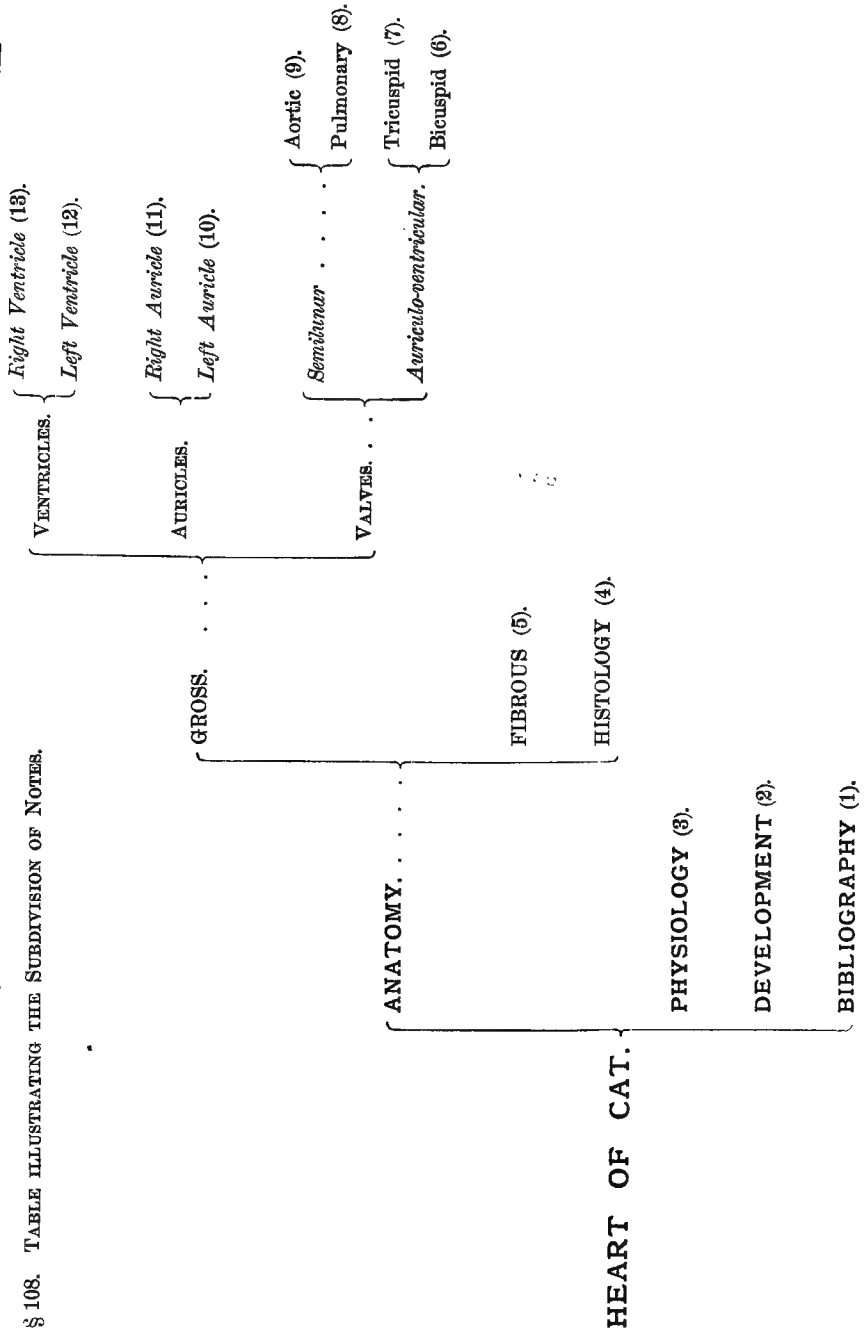 § 108. TABLE ILLUSTRATING THE SUBDIVISION OF NOTES.
HEART OF CAT.
ANATOMY. . . . .
GROSS. . . .
VENTRICLES.
Right Ventricle (13).
Left Ventricle (12).
AURICLES.
Right Auricle (11).
Left Auricle (10).
VALVES. . .
Semilunar . . . . .
Aortic (9).
Pulmonary (8).
Auriculo-ventricular.
Tricuspid (7).
Bicuspid (6).
FIBROUS (5).
HISTOLOGY (4).
PHYSIOLOGY (3).
DEVELOPMENT (2).
BIBLIOGRAPHY (1).